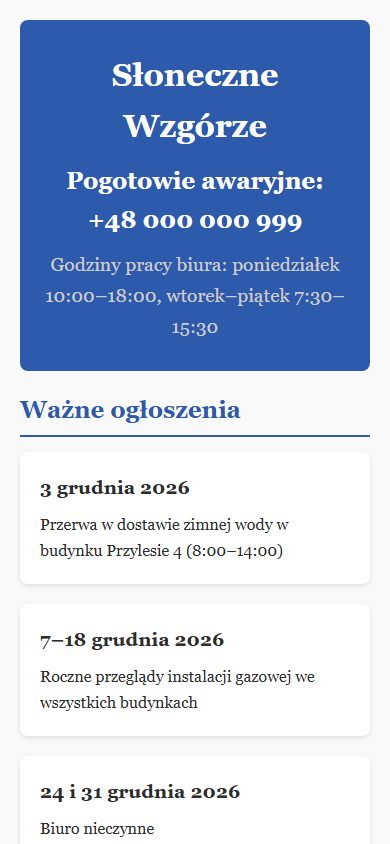 Słoneczne
Wzgórze
Pogotowie awaryjne:
+48 000 000 999
Godziny pracy biura: poniedziałek
10:00–18:00, wtorek–piątek 7:30–
15:30
Ważne ogłoszenia
3 grudnia 2026
Przerwa w dostawie zimnej wody w
budynku Przylesie 4 (8:00–14:00)
7–18 grudnia 2026
Roczne przeglądy instalacji gazowej we
wszystkich budynkach
24 i 31 grudnia 2026
Biuro nieczynne